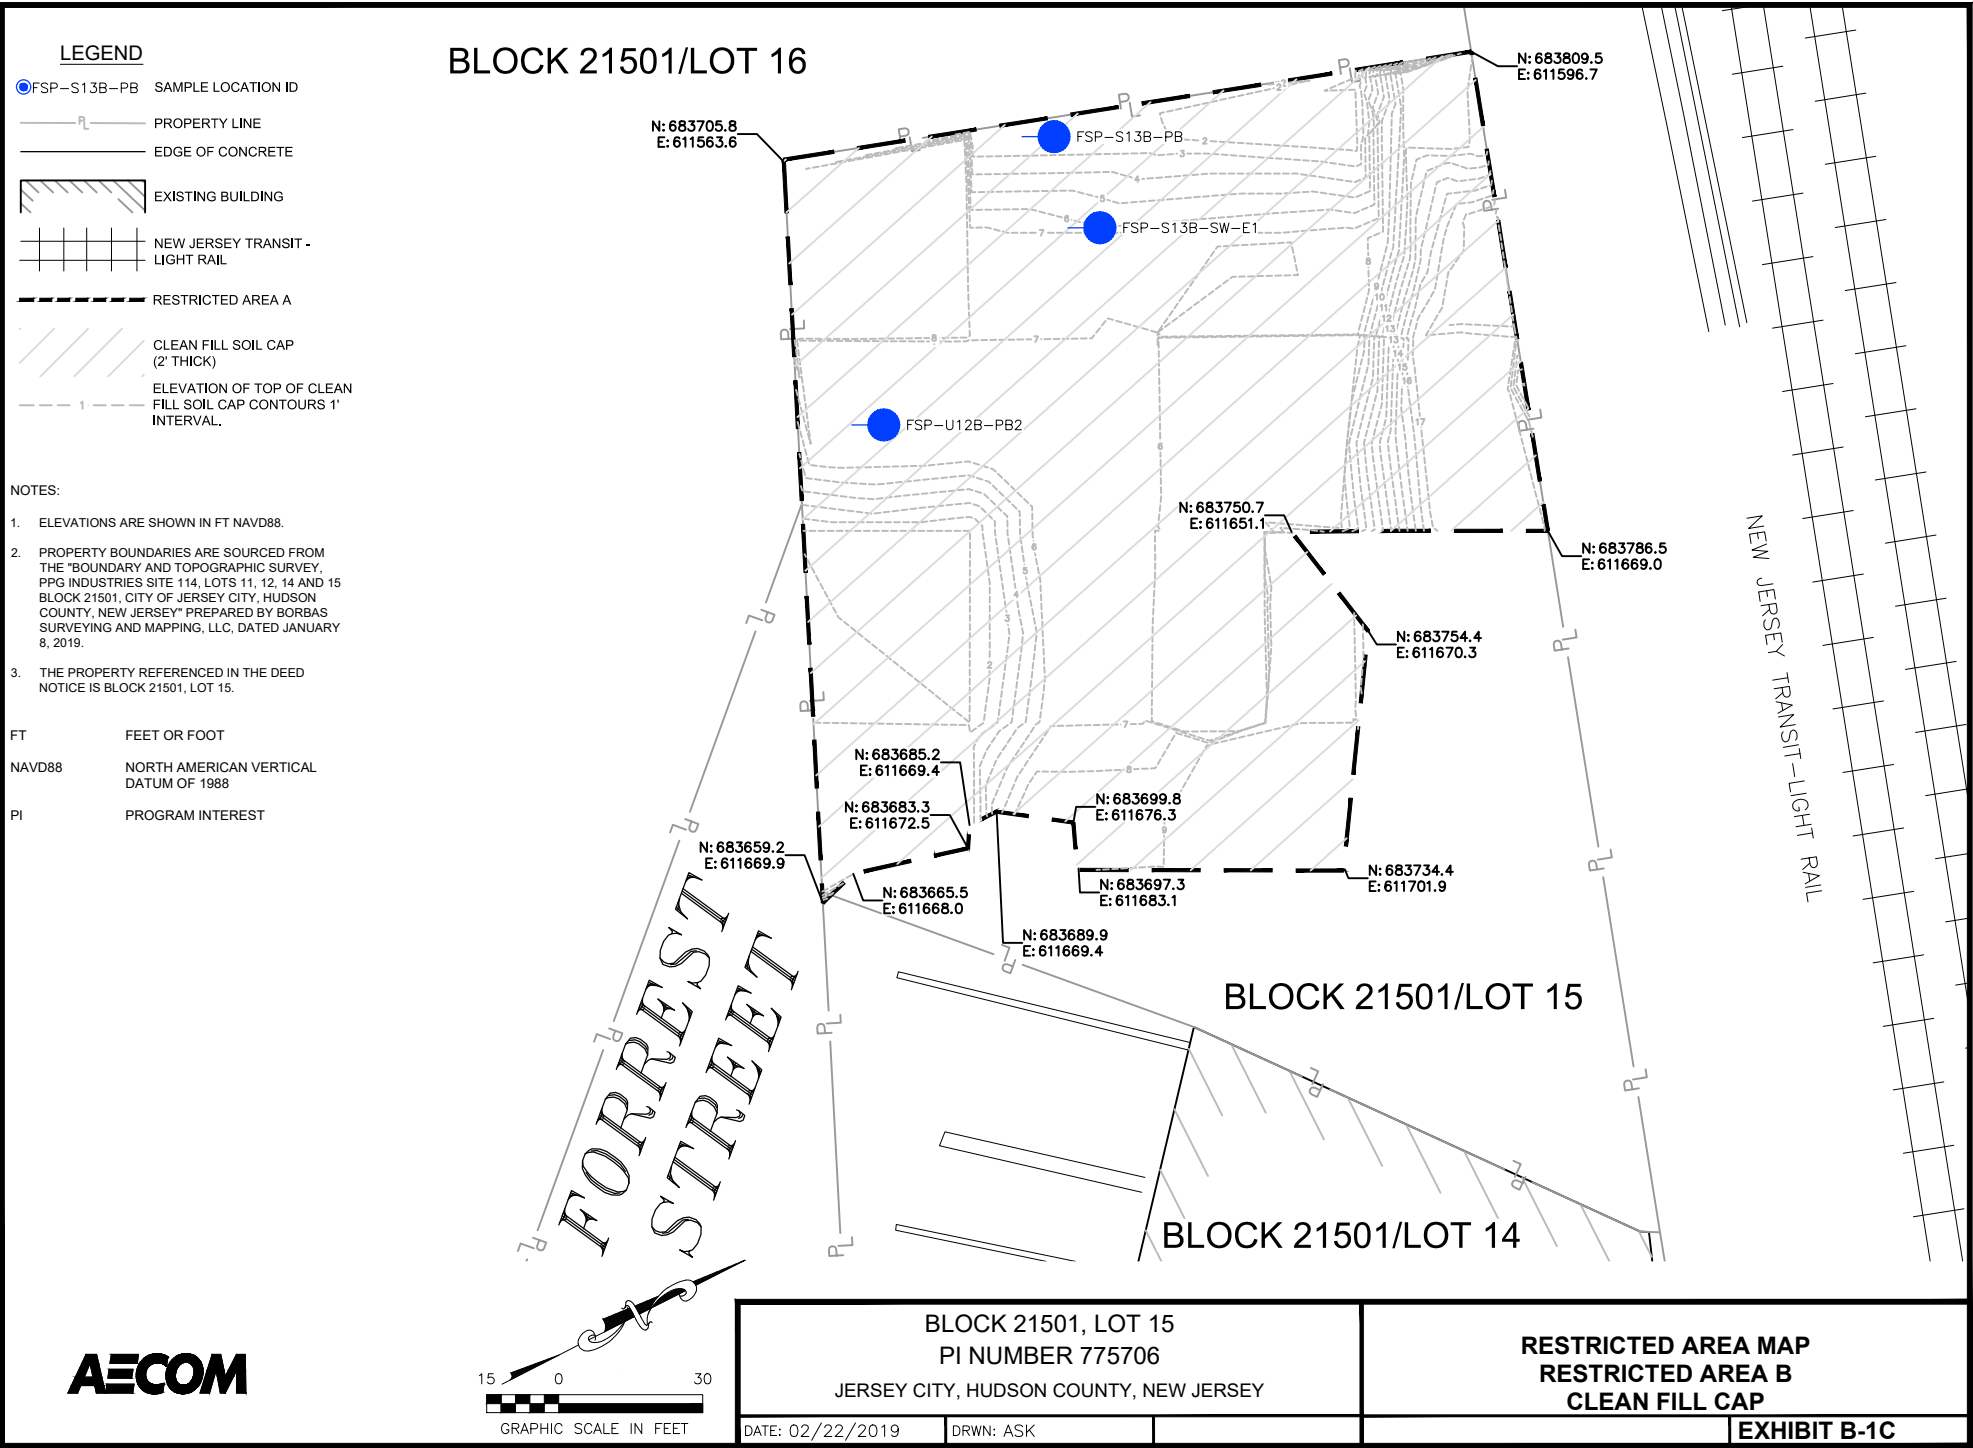 LEGEND
FSP-S13B-PB SAMPLE LOCATION ID
PL PROPERTY LINE
EDGE OF CONCRETE
EXISTING BUILDING
NEW JERSEY TRANSIT -
LIGHT RAIL
RESTRICTED AREA A
CLEAN FILL SOIL CAP
(2' THICK)
ELEVATION OF TOP OF CLEAN
1 FILL SOIL CAP CONTOURS 1'
INTERVAL.
NOTES:
1. ELEVATIONS ARE SHOWN IN FT NAVD88.
2. PROPERTY BOUNDARIES ARE SOURCED FROM
THE "BOUNDARY AND TOPOGRAPHIC SURVEY,
PPG INDUSTRIES SITE 114, LOTS 11, 12, 14 AND 15
BLOCK 21501, CITY OF JERSEY CITY, HUDSON
COUNTY, NEW JERSEY" PREPARED BY BORBAS
SURVEYING AND MAPPING, LLC, DATED JANUARY
8, 2019.
3. THE PROPERTY REFERENCED IN THE DEED
NOTICE IS BLOCK 21501, LOT 15.
FT FEET OR FOOT
NAVD88 NORTH AMERICAN VERTICAL
DATUM OF 1988
PI PROGRAM INTEREST
BLOCK 21501/LOT 16
N: 683809.5
E: 611596.7
N: 683705.8
E: 611563.6
FSP-S13B-PB
FSP-S13B-SW-E1
FSP-U12B-PB2
N: 683750.7
E: 611651.1
N: 683786.5
E: 611669.0
N: 683754.4
E: 611670.3
N: 683685.2
E: 611669.4
N: 683683.3
E: 611672.5
N: 683699.8
E: 611676.3
N: 683659.2
E: 611669.9
N: 683665.5
E: 611668.0
N: 683697.3
E: 611683.1
N: 683734.4
E: 611701.9
N: 683689.9
E: 611669.4
NEW JERSEY TRANSIT-LIGHT RAIL
FORREST
STREET
BLOCK 21501/LOT 15
BLOCK 21501/LOT 14
AECOM
15 0 30
GRAPHIC SCALE IN FEET
BLOCK 21501, LOT 15
PI NUMBER 775706
JERSEY CITY, HUDSON COUNTY, NEW JERSEY
DATE: 02/22/2019 DRWN: ASK
RESTRICTED AREA MAP
RESTRICTED AREA B
CLEAN FILL CAP
EXHIBIT B-1C